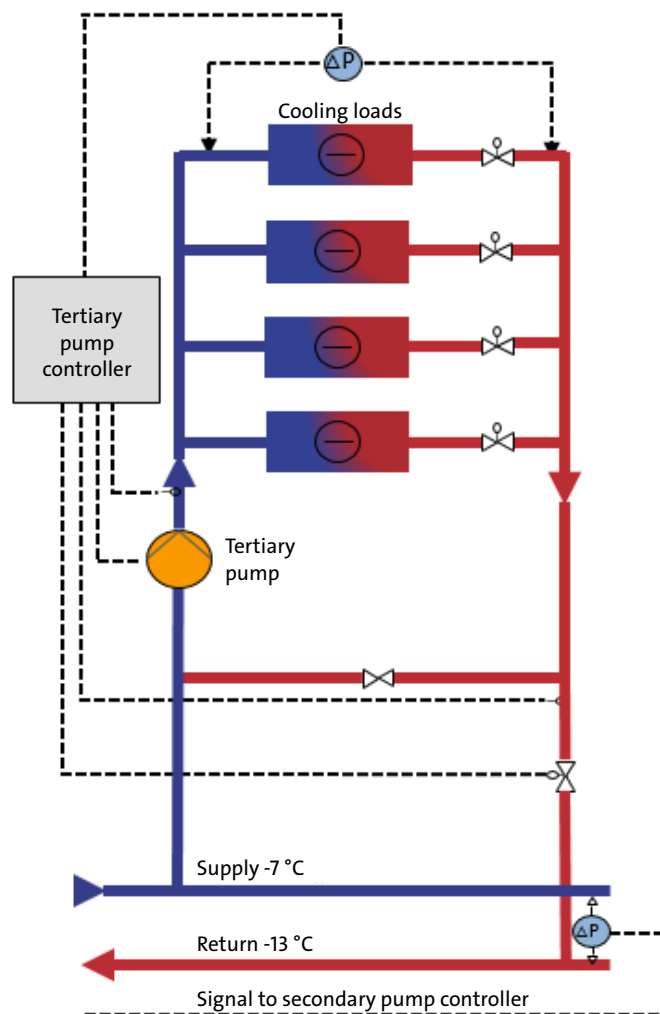 ΔP
Cooling loads
Tertiary
pump
controller
Tertiary
pump
Supply -7 °C
ΔP
Return -13 °C
Signal to secondary pump controller